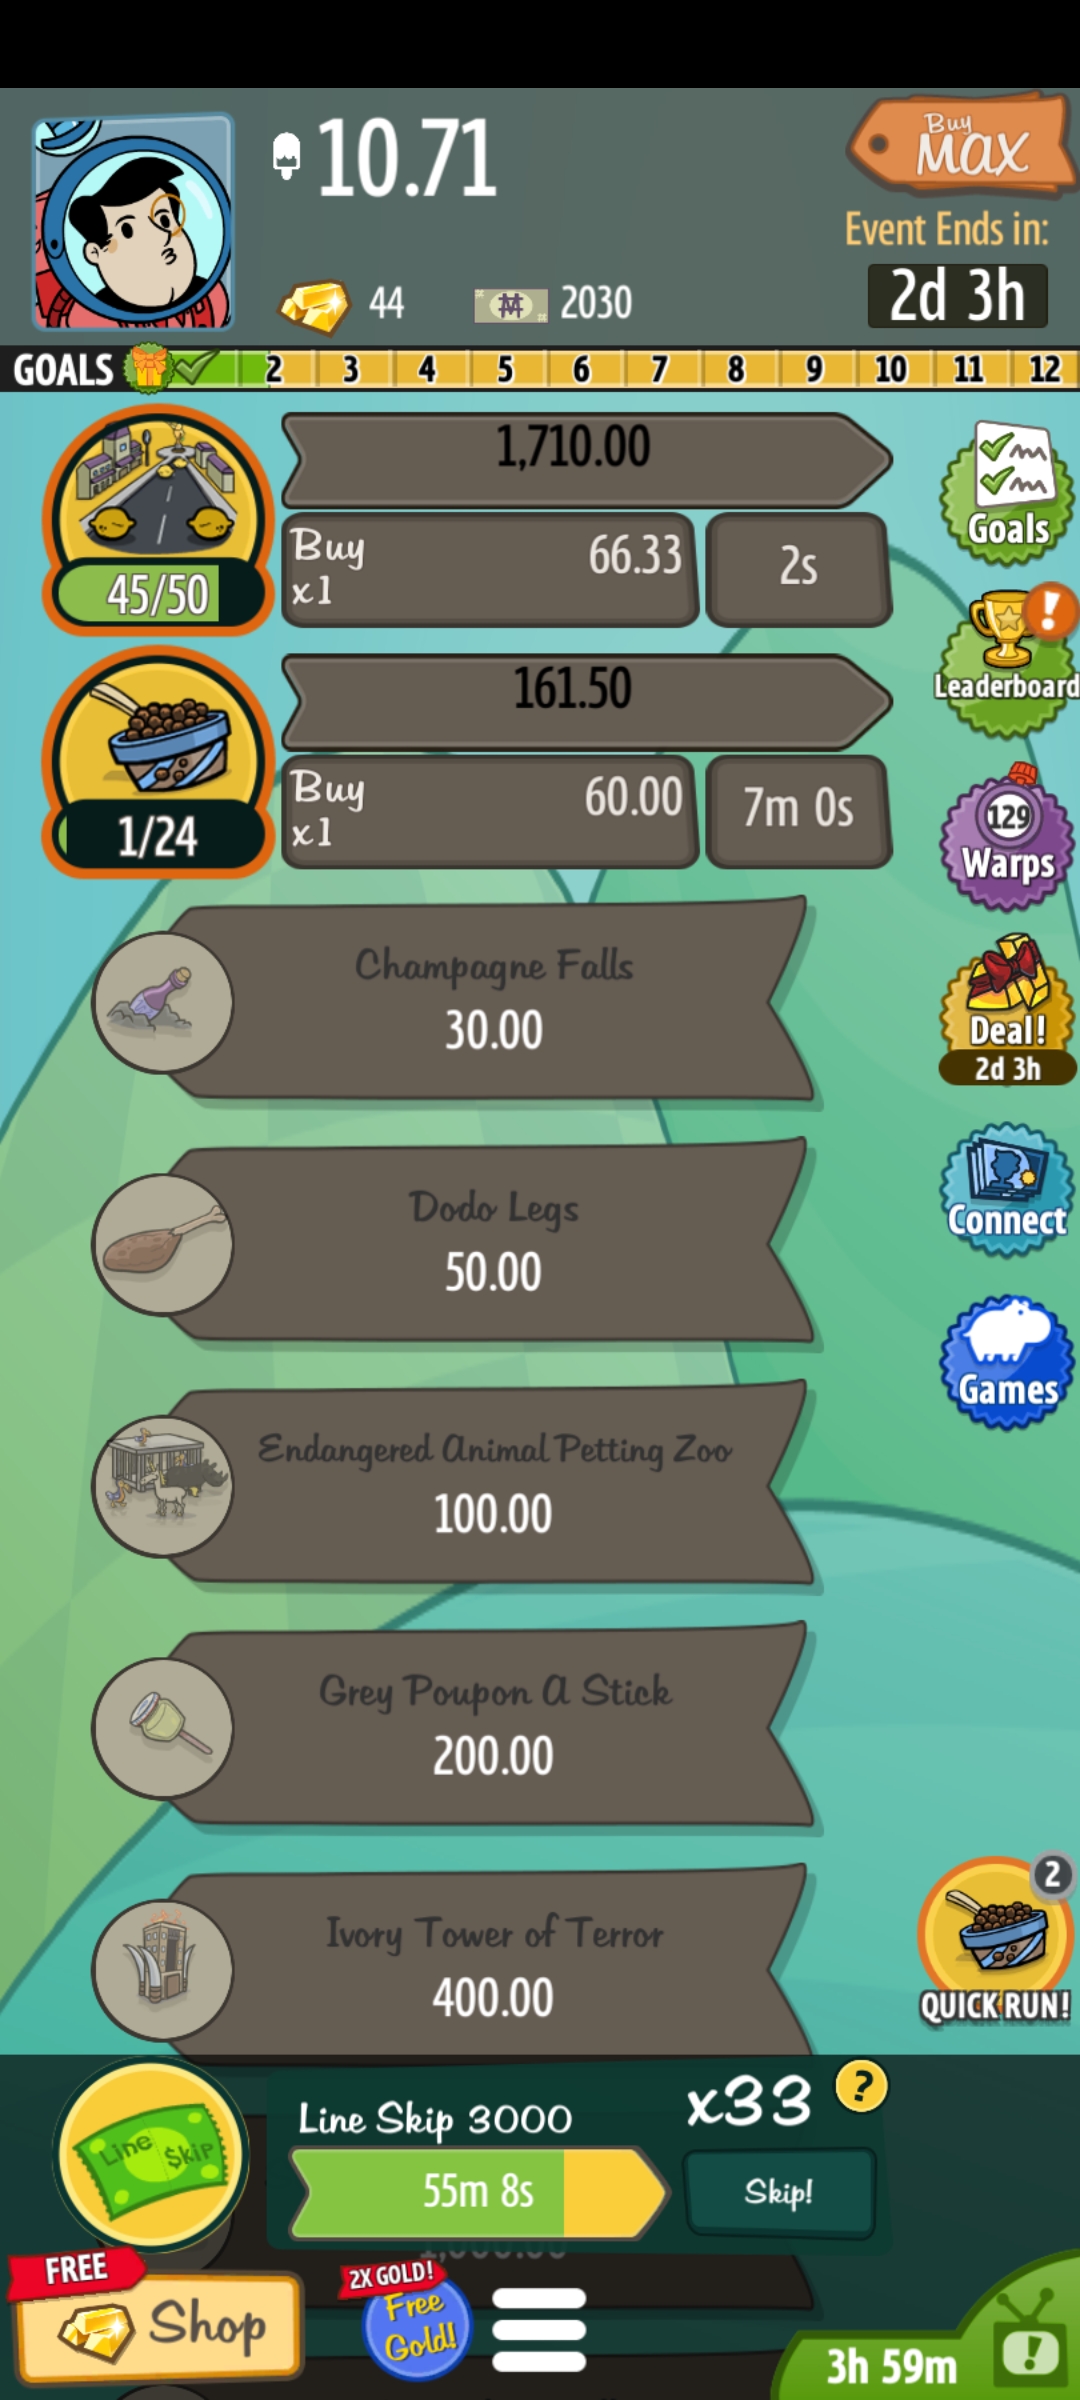 10.71
Buy
MAX
Event Ends in:
44
2030
2d 3h
GOALS 2 3 4 5 6 7 8 9 10 11 12
1,710.00
Buy
x1
66.33
2s
45/50
Goals
161.50
Buy
x1
60.00
7m 0s
1/24
!
Leaderboard
129
Warps
Champagne Falls
30.00
Deal!
2d 3h
Dodo Legs
50.00
Connect
Games
Endangered Animal Petting Zoo
100.00
Grey Poupon A Stick
200.00
Ivory Tower of Terror
400.00
2
QUICK RUN!
Line $kip
Line Skip 3000
x33
?
55m 8s
Skip!
FREE
Shop
2X GOLD!
Free
Gold!
3h 59m
!